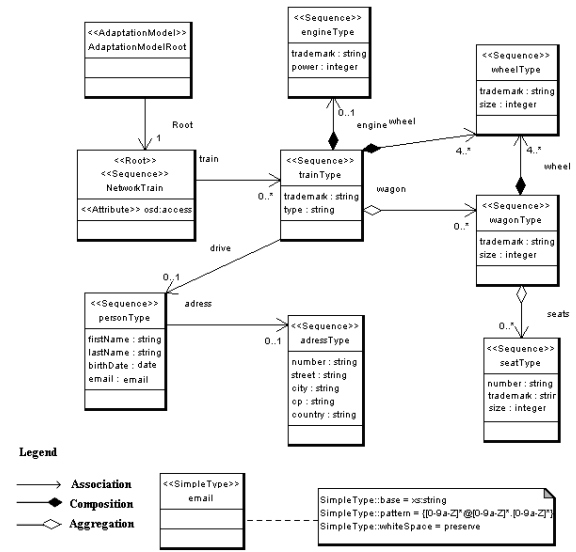 <<AdaptationModel>>
AdaptationModelRoot
Root
1
<<Root>>
<<Sequence>>
NetworkTrain
<<Attribute>> osd:access
train
0..*
<<Sequence>>
engineType
trademark : string
power : integer
0..1
engine
wheel
4..*
<<Sequence>>
wheelType
trademark : string
size : integer
4..*
wheel
<<Sequence>>
trainType
trademark : string
type : string
wagon
0..*
<<Sequence>>
wagonType
trademark : string
size : integer
drive
0..1
<<Sequence>>
personType
firstName : string
lastName : string
birthDate : date
email : email
adress
0..1
<<Sequence>>
adressType
number : string
street : string
city : string
cp : string
country : string
seats
0..*
<<Sequence>>
seatType
number : string
trademark : strin
size : integer
Legend
Association
Composition
Aggregation
<<SimpleType>>
email
SimpleType::base = xs:string
SimpleType::pattern = {[0-9a-Z]*@[0-9a-Z]*.[0-9a-Z]*}
SimpleType::whiteSpace = preserve